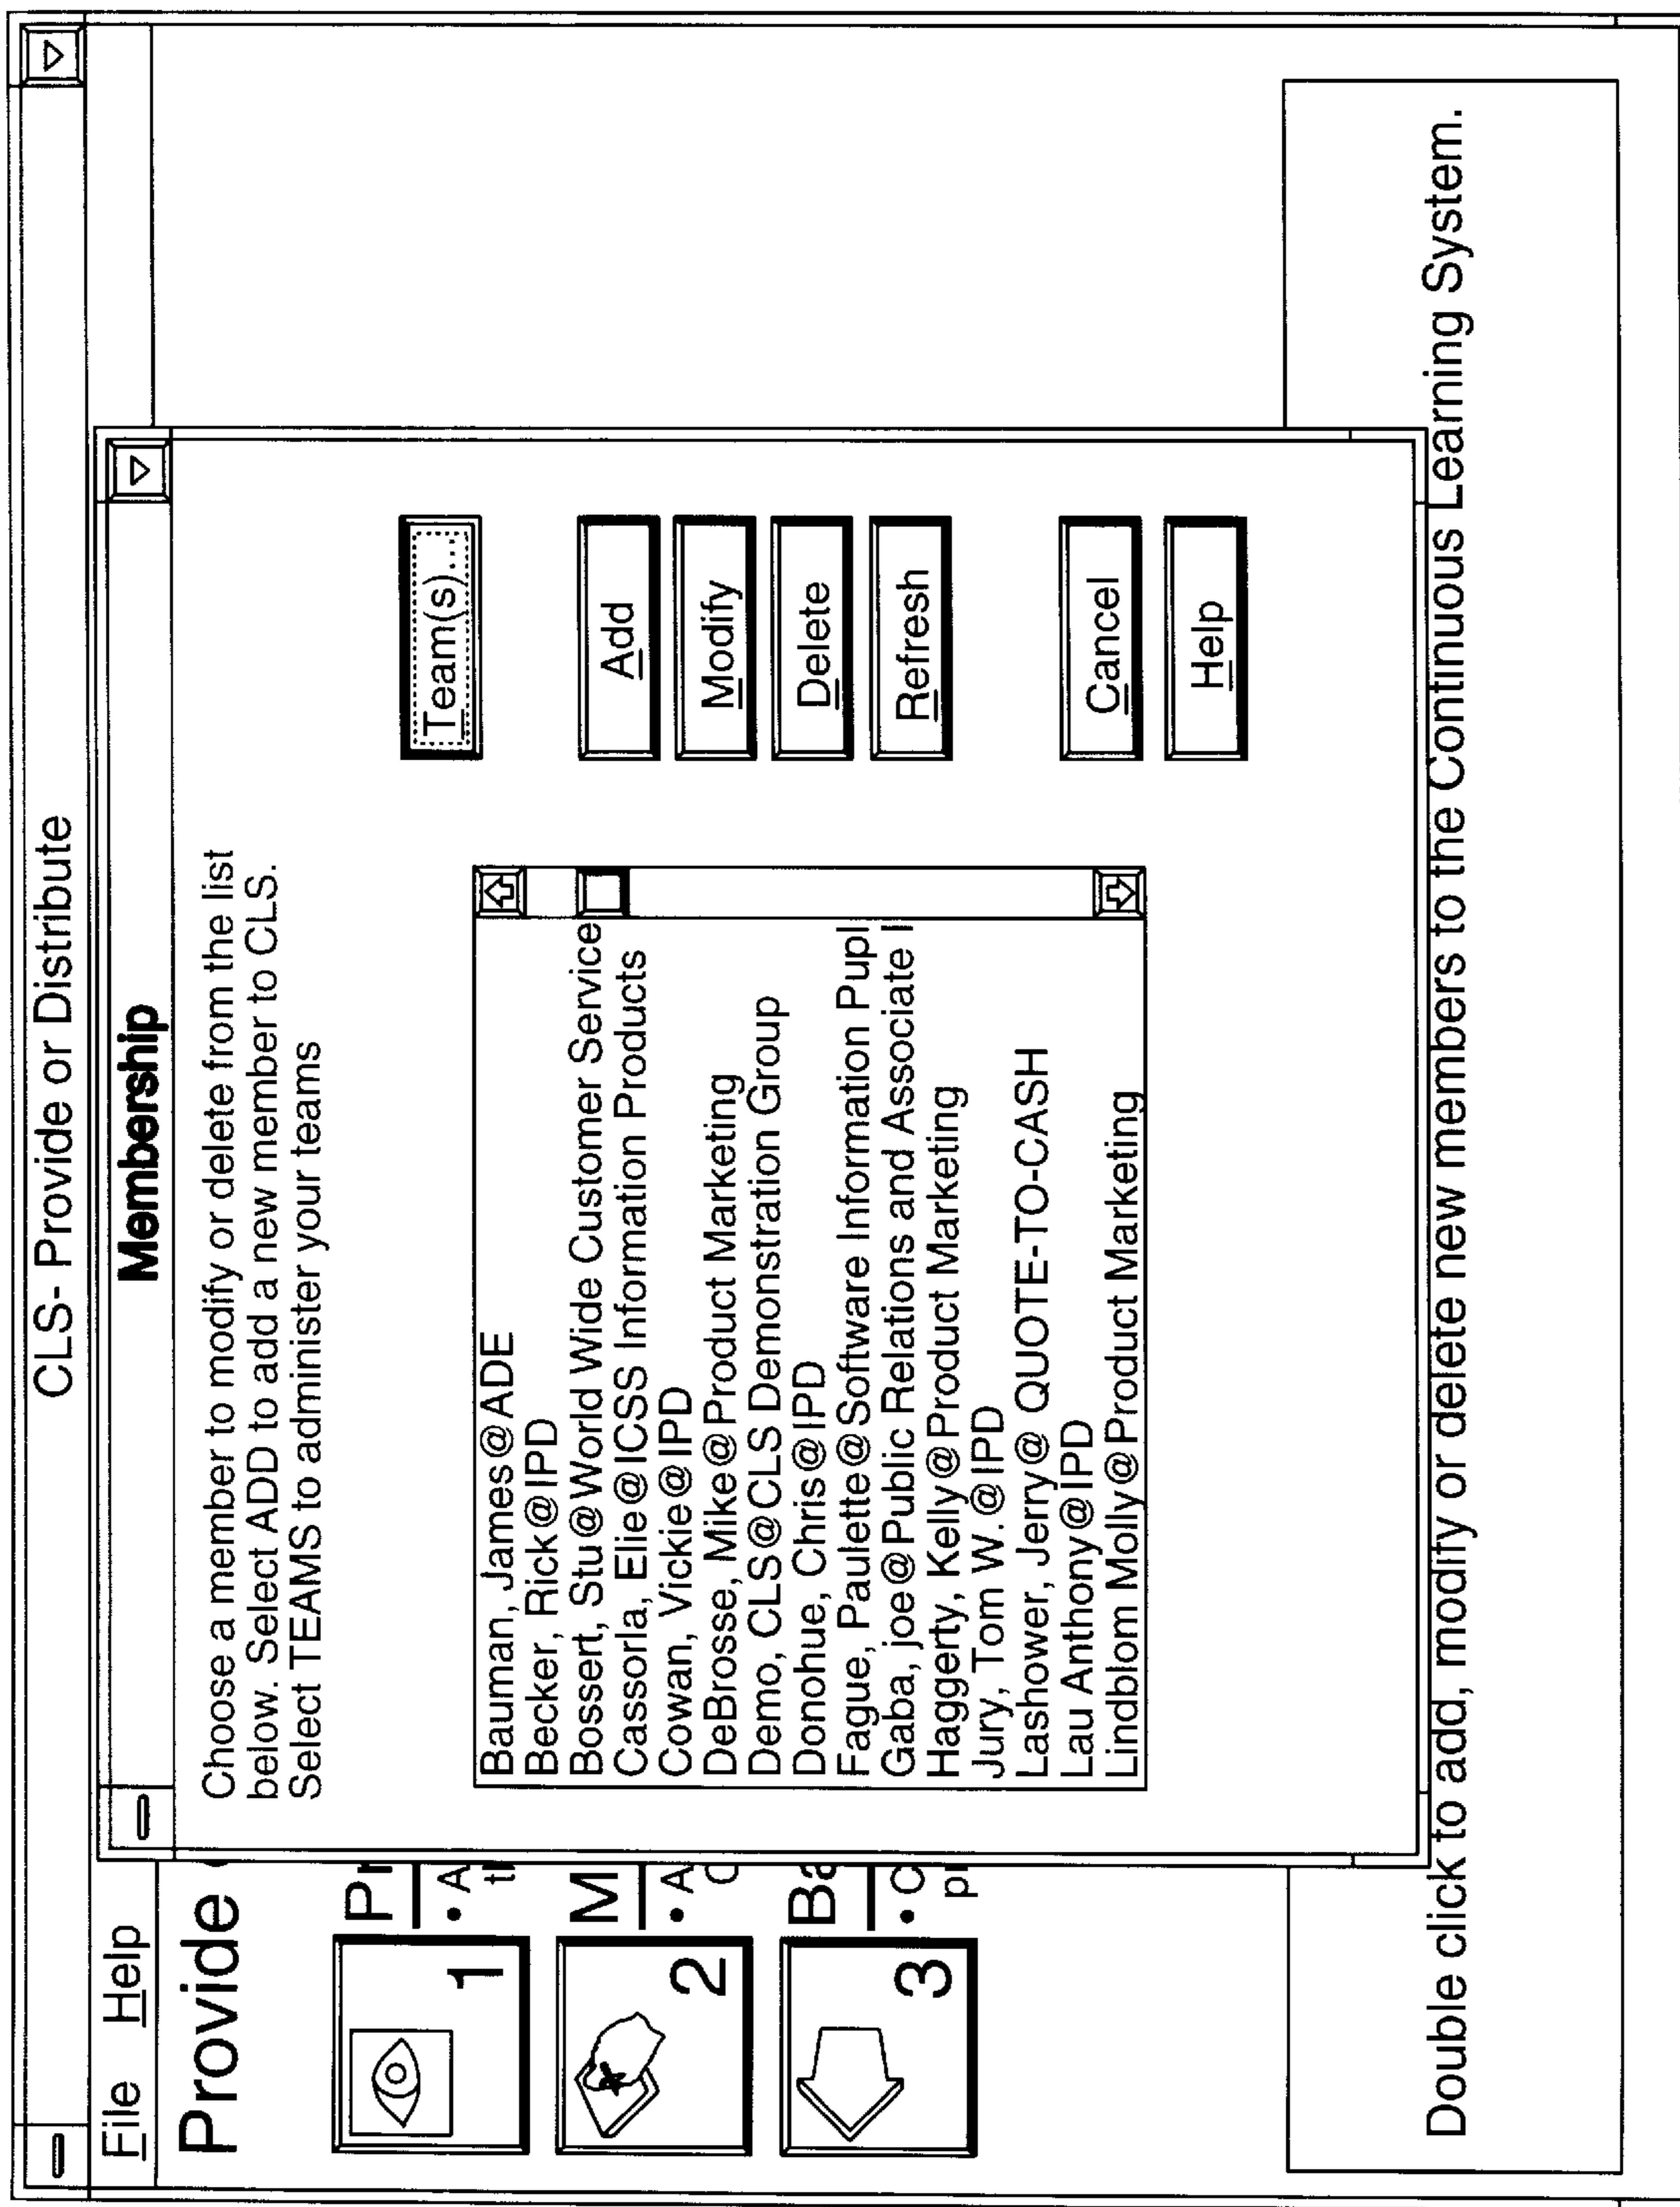 CLS- Provide or Distribute
File Help
Provide
Membership
Choose a member to modify or delete from the list
below. Select ADD to add a new member to CLS.
Select TEAMS to administer your teams
Team(s)...
Bauman, James@ADE
Becker, Rick@IPD
Bossert, Stu@World Wide Customer Service
Cassorla, Elie@ICSS Information Products
Cowan, Vickie@IPD
DeBrosse, Mike@Product Marketing
Demo, CLS@CLS Demonstration Group
Donohue, Chris@IPD
Fague, Paulette@Software Information Pupl
Gaba, joe@Public Relations and Associate
Haggerty, Kelly@Product Marketing
Jury, Tom W.@IPD
Lashower, Jerry@ QUOTE-TO-CASH
Lau Anthony@IPD
Lindblom Molly@Product Marketing
Add
Modify
Delete
Refresh
Cancel
Help
1
2
3
M
Ba
• A
• A
Double click to add, modify or delete new members to the Continuous Learning System.